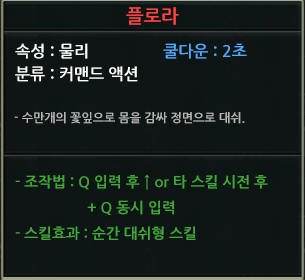 플로라
속성 : 물리 쿨다운 : 2초
분류 : 커맨드 액션
- 수만개의 꽃잎으로 몸을 감싸 정면으로 대쉬.
- 조작법 : Q 입력 후 ↑ or 타 스킬 시전 후
+ Q 동시 입력
- 스킬효과 : 순간 대쉬형 스킬